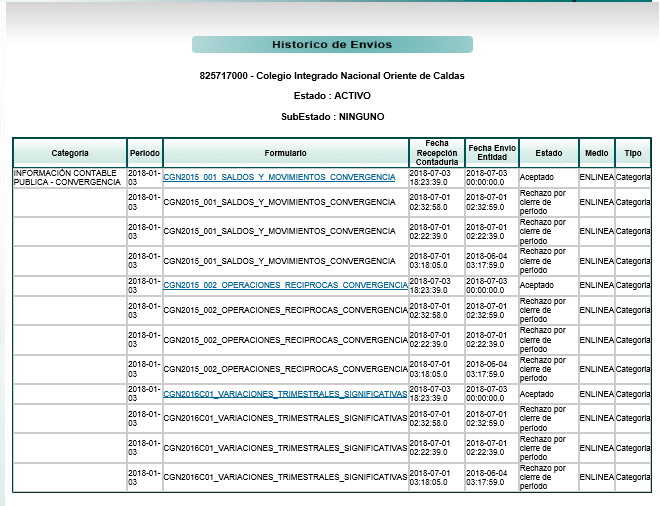 Historico de Envios
825717000 - Colegio Integrado Nacional Oriente de Caldas
Estado : ACTIVO
SubEstado : NINGUNO
Categoría Período Formulario Fecha Recepción Contaduría Fecha Envio Entidad Estado Medio Tipo
INFORMACIÓN CONTABLE PUBLICA - CONVERGENCIA 2018-01-03 CGN2015_001_SALDOS_Y_MOVIMIENTOS_CONVERGENCIA 2018-07-03 18:23:39.0 2018-07-03 00:00:00.0 Aceptado ENLINEA Categoria
2018-01-03 CGN2015_001_SALDOS_Y_MOVIMIENTOS_CONVERGENCIA 2018-07-01 02:32:58.0 2018-07-01 02:32:59.0 Rechazo por cierre de período ENLINEA Categoria
2018-01-03 CGN2015_001_SALDOS_Y_MOVIMIENTOS_CONVERGENCIA 2018-07-01 02:22:39.0 2018-07-01 02:22:39.0 Rechazo por cierre de período ENLINEA Categoria
2018-01-03 CGN2015_001_SALDOS_Y_MOVIMIENTOS_CONVERGENCIA 2018-07-01 03:18:05.0 2018-06-04 03:17:59.0 Rechazo por cierre de período ENLINEA Categoria
2018-01-03 CGN2015_002_OPERACIONES_RECIPROCAS_CONVERGENCIA 2018-07-03 18:23:39.0 2018-07-03 00:00:00.0 Aceptado ENLINEA Categoria
2018-01-03 CGN2015_002_OPERACIONES_RECIPROCAS_CONVERGENCIA 2018-07-01 02:32:58.0 2018-07-01 02:32:59.0 Rechazo por cierre de período ENLINEA Categoria
2018-01-03 CGN2015_002_OPERACIONES_RECIPROCAS_CONVERGENCIA 2018-07-01 02:22:39.0 2018-07-01 02:22:39.0 Rechazo por cierre de período ENLINEA Categoria
2018-01-03 CGN2015_002_OPERACIONES_RECIPROCAS_CONVERGENCIA 2018-07-01 03:18:05.0 2018-06-04 03:17:59.0 Rechazo por cierre de período ENLINEA Categoria
2018-01-03 CGN2016C01_VARIACIONES_TRIMESTRALES_SIGNIFICATIVAS 2018-07-03 18:23:39.0 2018-07-03 00:00:00.0 Aceptado ENLINEA Categoria
2018-01-03 CGN2016C01_VARIACIONES_TRIMESTRALES_SIGNIFICATIVAS 2018-07-01 02:32:58.0 2018-07-01 02:32:59.0 Rechazo por cierre de período ENLINEA Categoria
2018-01-03 CGN2016C01_VARIACIONES_TRIMESTRALES_SIGNIFICATIVAS 2018-07-01 02:22:39.0 2018-07-01 02:22:39.0 Rechazo por cierre de período ENLINEA Categoria
2018-01-03 CGN2016C01_VARIACIONES_TRIMESTRALES_SIGNIFICATIVAS 2018-07-01 03:18:05.0 2018-06-04 03:17:59.0 Rechazo por cierre de período ENLINEA Categoria